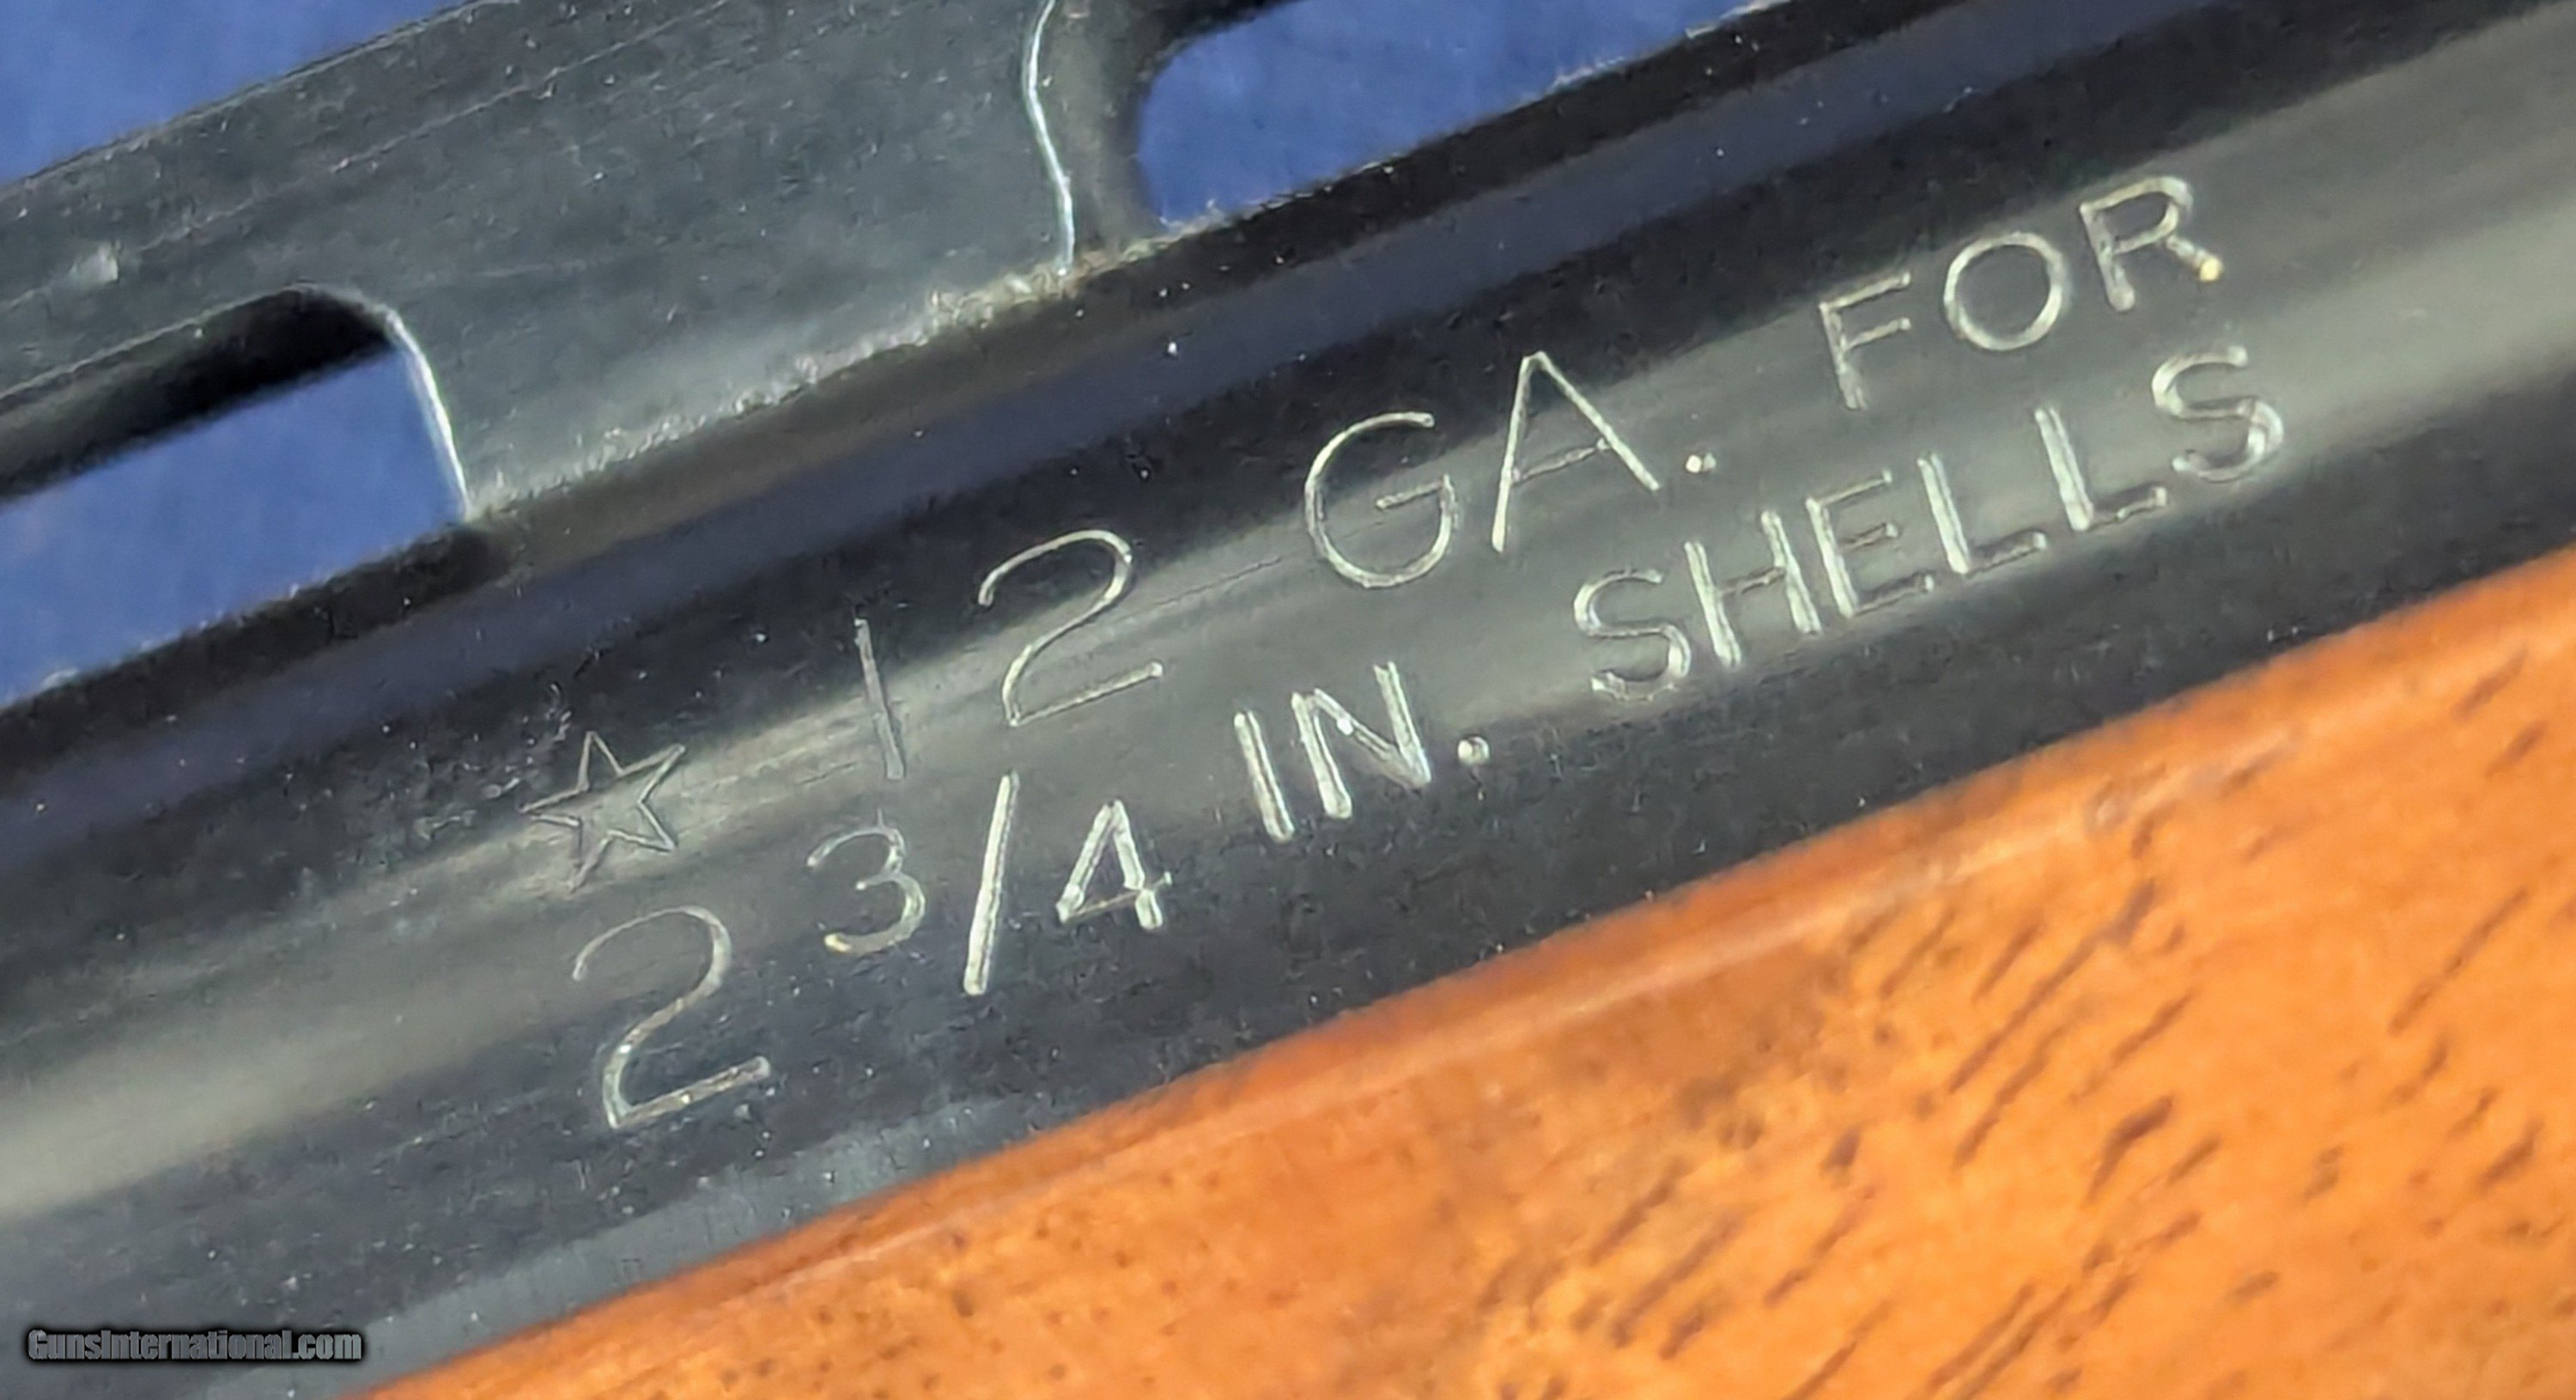 ☆ 12 GA. FOR
2 3/4 IN. SHELLS
GunsInternational.com